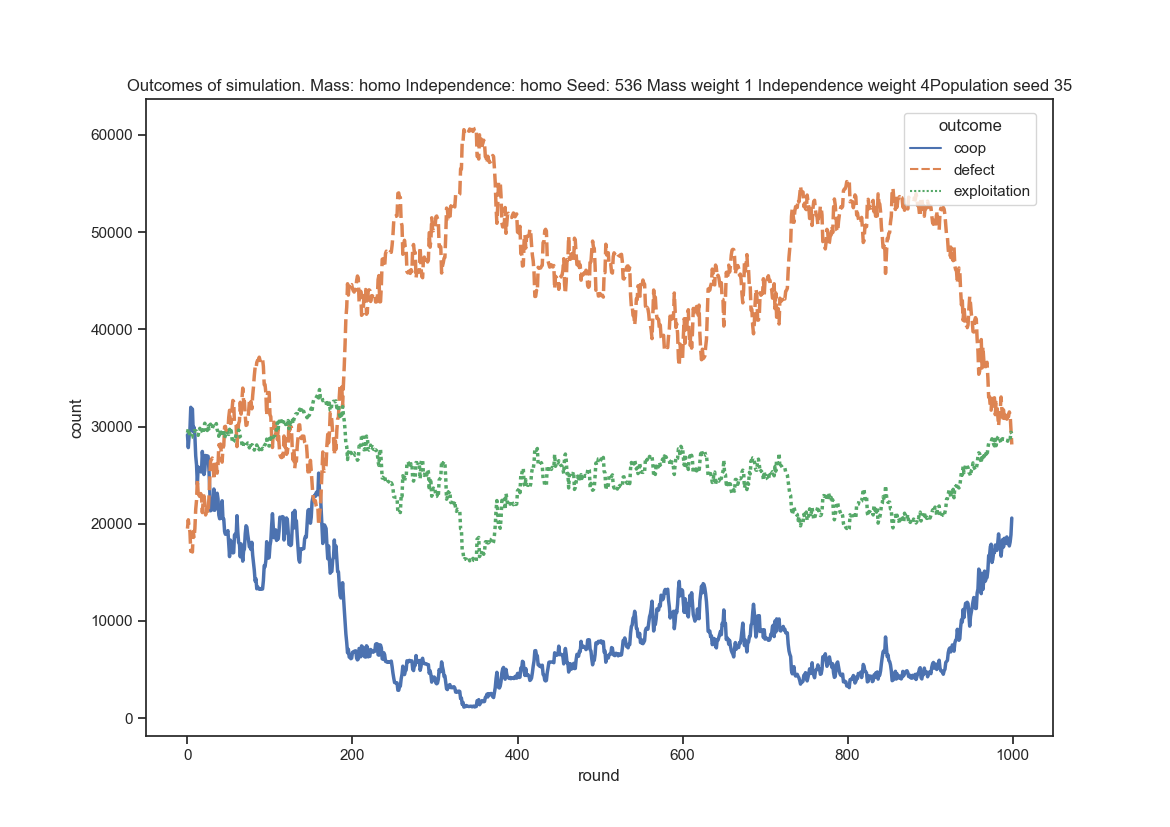 Outcomes of simulation. Mass: homo Independence: homo Seed: 536 Mass weight 1 Independence weight 4Population seed 35
outcome
coop
defect
exploitation
60000
50000
40000
30000
20000
10000
0
count
0 200 400 600 800 1000
round